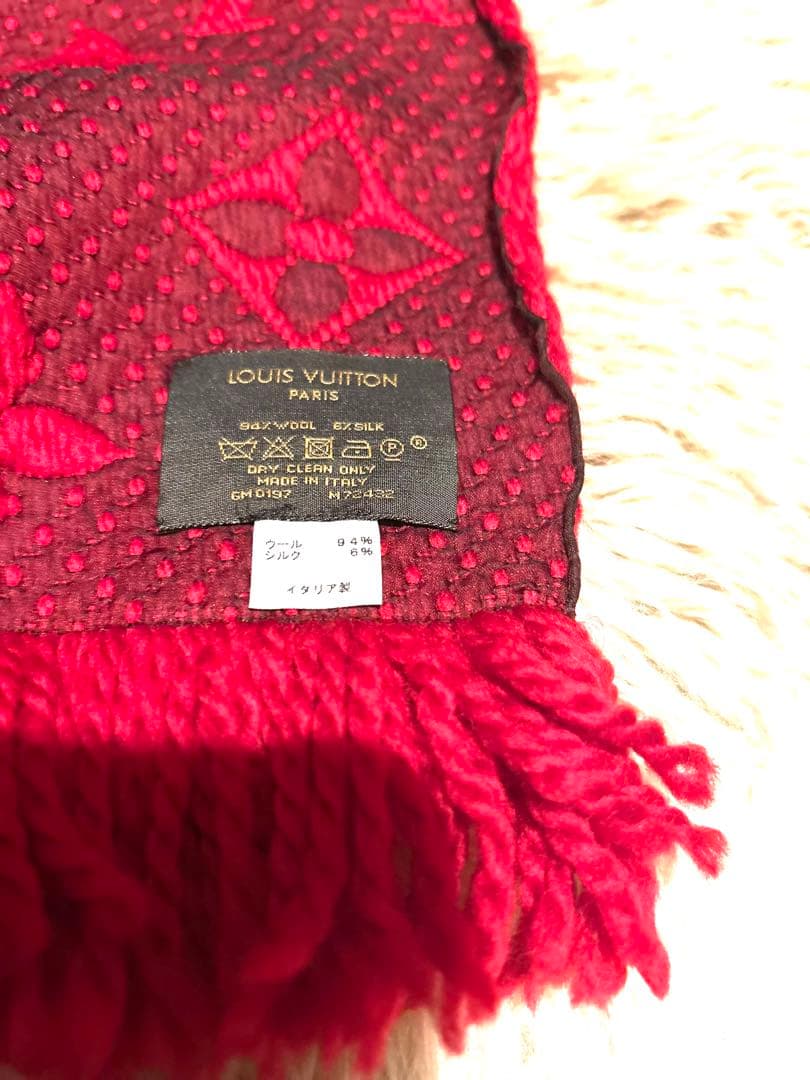 LOUIS VUITTON
PARIS
94%WOOL 6%SILK
P ®
DRY CLEAN ONLY
MADE IN ITALY
GM0197 M72432
ウール 94%
シルク 6%
イタリア製